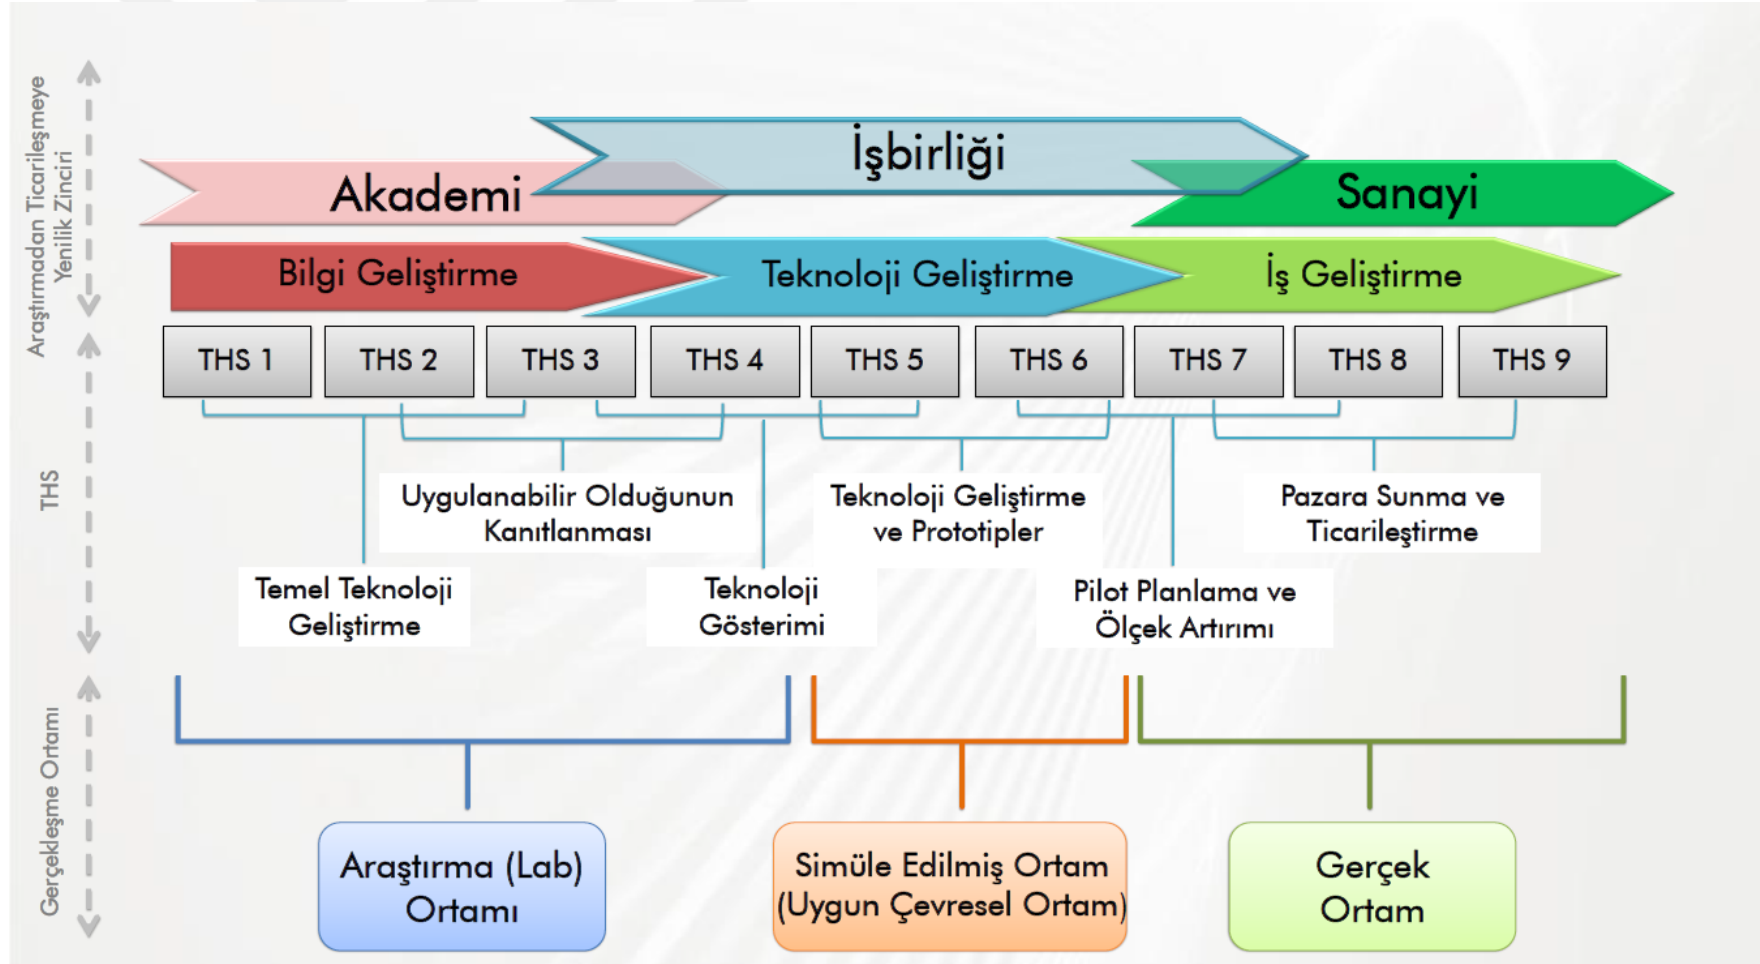 Araştırmadan Ticarileşmeye
Yenilik Zinciri
İşbirliği
Akademi
Sanayi
Bilgi Geliştirme
Teknoloji Geliştirme
İş Geliştirme
THS
THS 1
THS 2
THS 3
THS 4
THS 5
THS 6
THS 7
THS 8
THS 9
Uygulanabilir Olduğunun
Kanıtlanması
Teknoloji Geliştirme
ve Prototipler
Pazara Sunma ve
Ticarileştirme
Temel Teknoloji
Geliştirme
Teknoloji
Gösterimi
Pilot Planlama ve
Ölçek Artırımı
Gerçekleşme Ortamı
Araştırma (Lab)
Ortamı
Simüle Edilmiş Ortam
(Uygun Çevresel Ortam)
Gerçek
Ortam